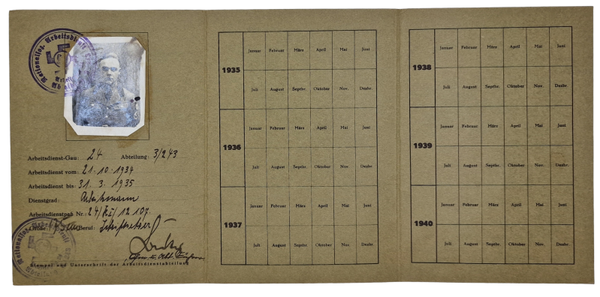 Arbeitsdienst-Gau: 24 Abteilung: 3/243
Arbeitsdienst vom: 21.10.1934
Arbeitsdienst bis: 31.3.1935
Dienstgrad:
Arbeitsdienstpaß Nr.: 24/
Stempel und Unterschrift der Arbeitsdienstabteilung
1935
Januar Februar März April Mai Juni
Juli August Septbr. Oktober Nov. Dezbr.
1936
Januar Februar März April Mai Juni
Juli August Septbr. Oktober Nov. Dezbr.
1937
Januar Februar März April Mai Juni
Juli August Septbr. Oktober Nov. Dezbr.
1938
Januar Februar März April Mai Juni
Juli August Septbr. Oktober Nov. Dezbr.
1939
Januar Februar März April Mai Juni
Juli August Septbr. Oktober Nov. Dezbr.
1940
Januar Februar März April Mai Juni
Juli August Septbr. Oktober Nov. Dezbr.